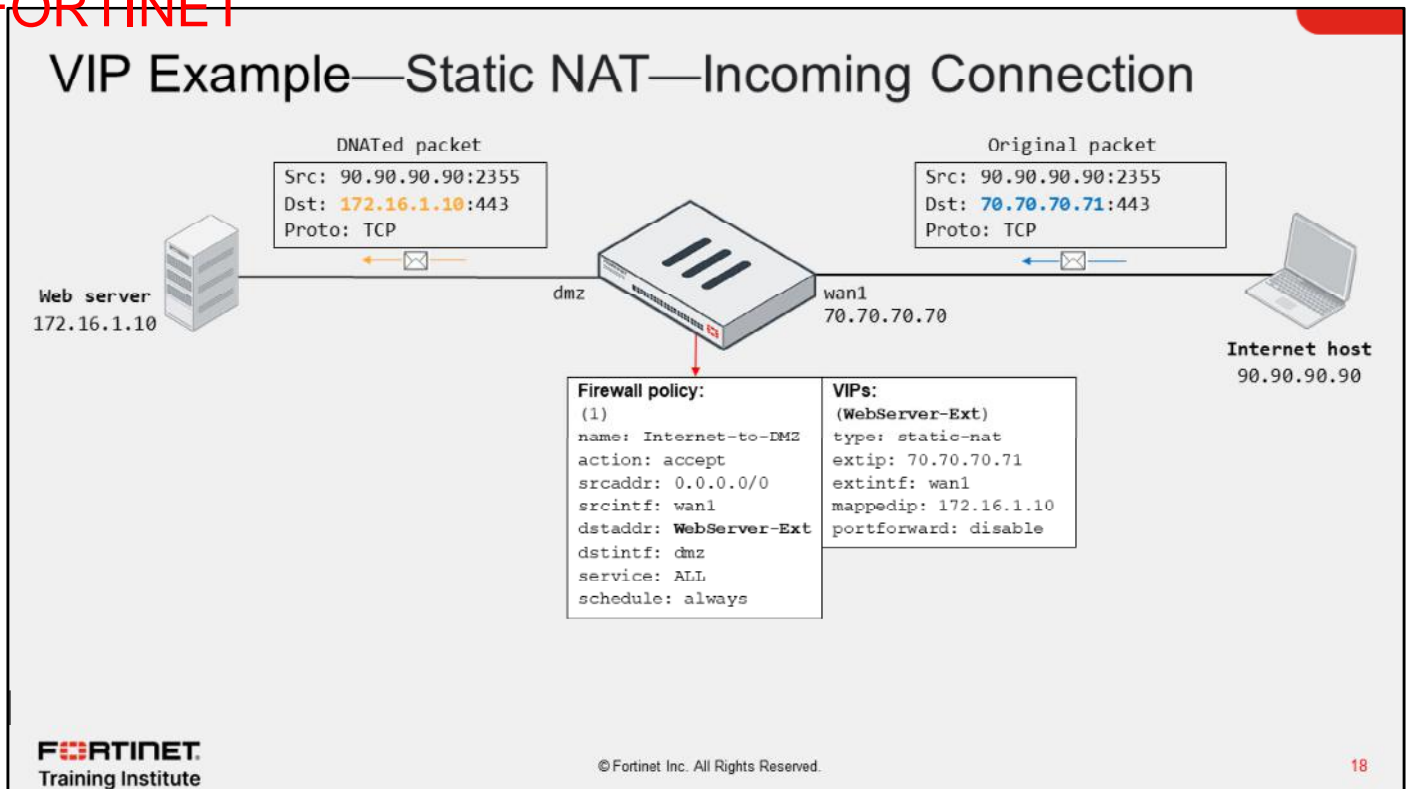 FORTINET
VIP Example—Static NAT—Incoming Connection
DNATed packet
Src: 90.90.90.90:2355
Dst: 172.16.1.10:443
Proto: TCP
Original packet
Src: 90.90.90.90:2355
Dst: 70.70.70.71:443
Proto: TCP
Web server
172.16.1.10
dmz
wan1
70.70.70.70
Internet host
90.90.90.90
Firewall policy:
(1)
name: Internet-to-DMZ
action: accept
srcaddr: 0.0.0.0/0
srcintf: wan1
dstaddr: WebServer-Ext
dstintf: dmz
service: ALL
schedule: always
VIPs:
(WebServer-Ext)
type: static-nat
extip: 70.70.70.71
extintf: wan1
mappedip: 172.16.1.10
portforward: disable
FORTINET
Training Institute
© Fortinet Inc. All Rights Reserved.
18